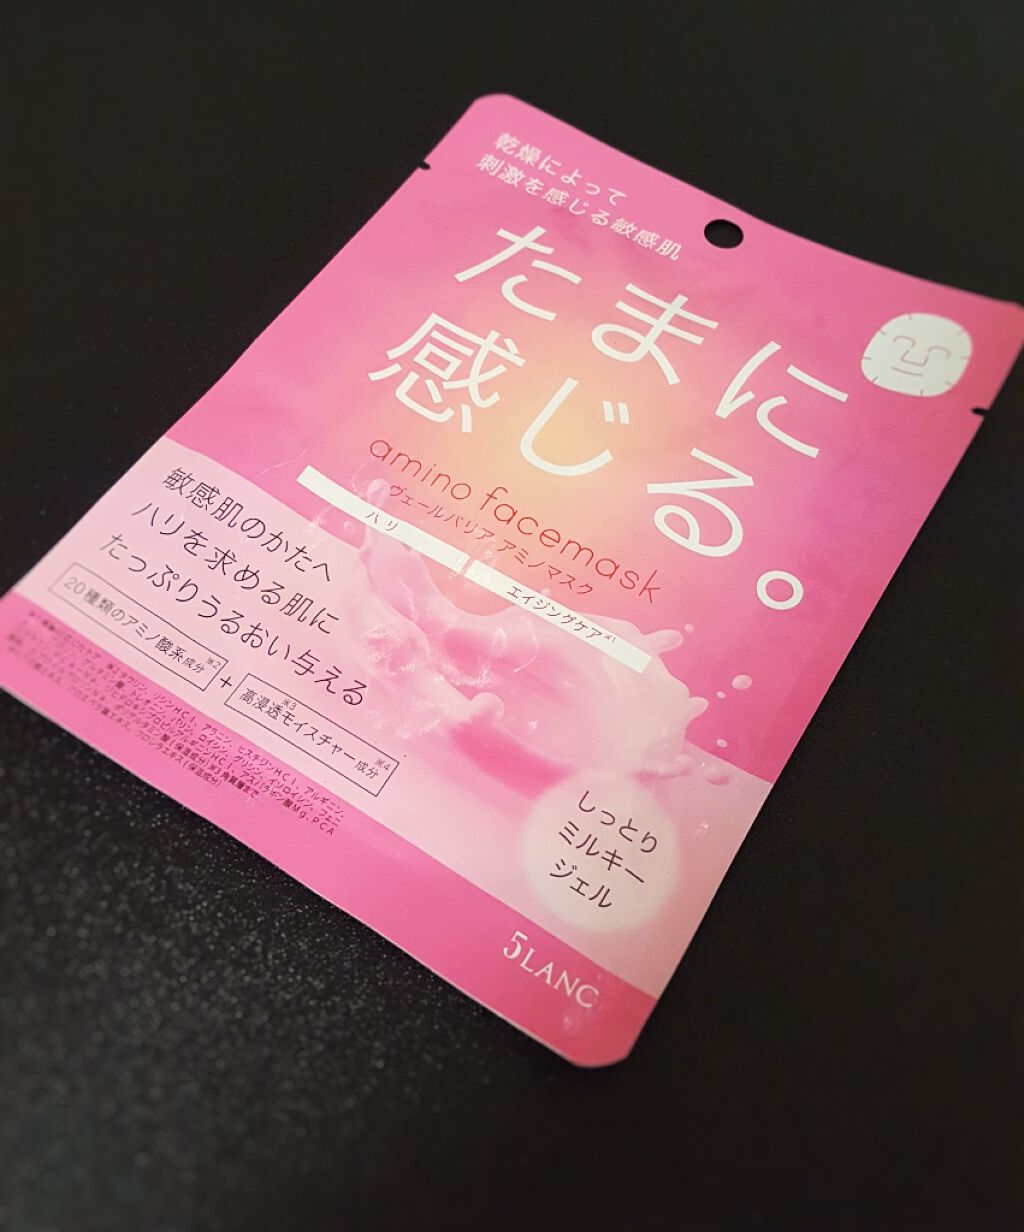 乾燥によって
刺激を感じる敏感肌
たまに
感じる。
amino facemask
ヴェールバリア アミノマスク
ハリ
エイジングケア※1
敏感肌のかたへ
ハリを求める肌に
たっぷりうるおい与える
20種類のアミノ酸系成分※2
+
高浸透※3モイスチャー成分※4
しっとり
ミルキー
ジェル
5LANC